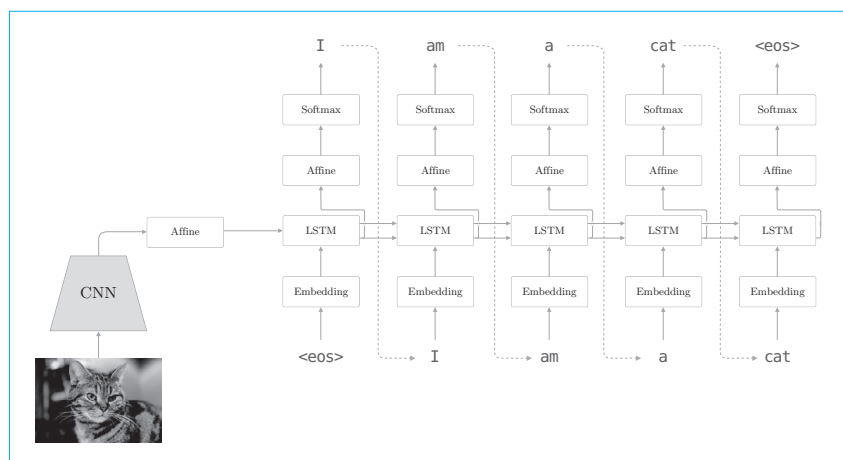 I am a cat <eos>
Softmax Softmax Softmax Softmax Softmax
Affine Affine Affine Affine Affine
Affine LSTM LSTM LSTM LSTM LSTM
CNN Embedding Embedding Embedding Embedding Embedding
<eos> I am a cat